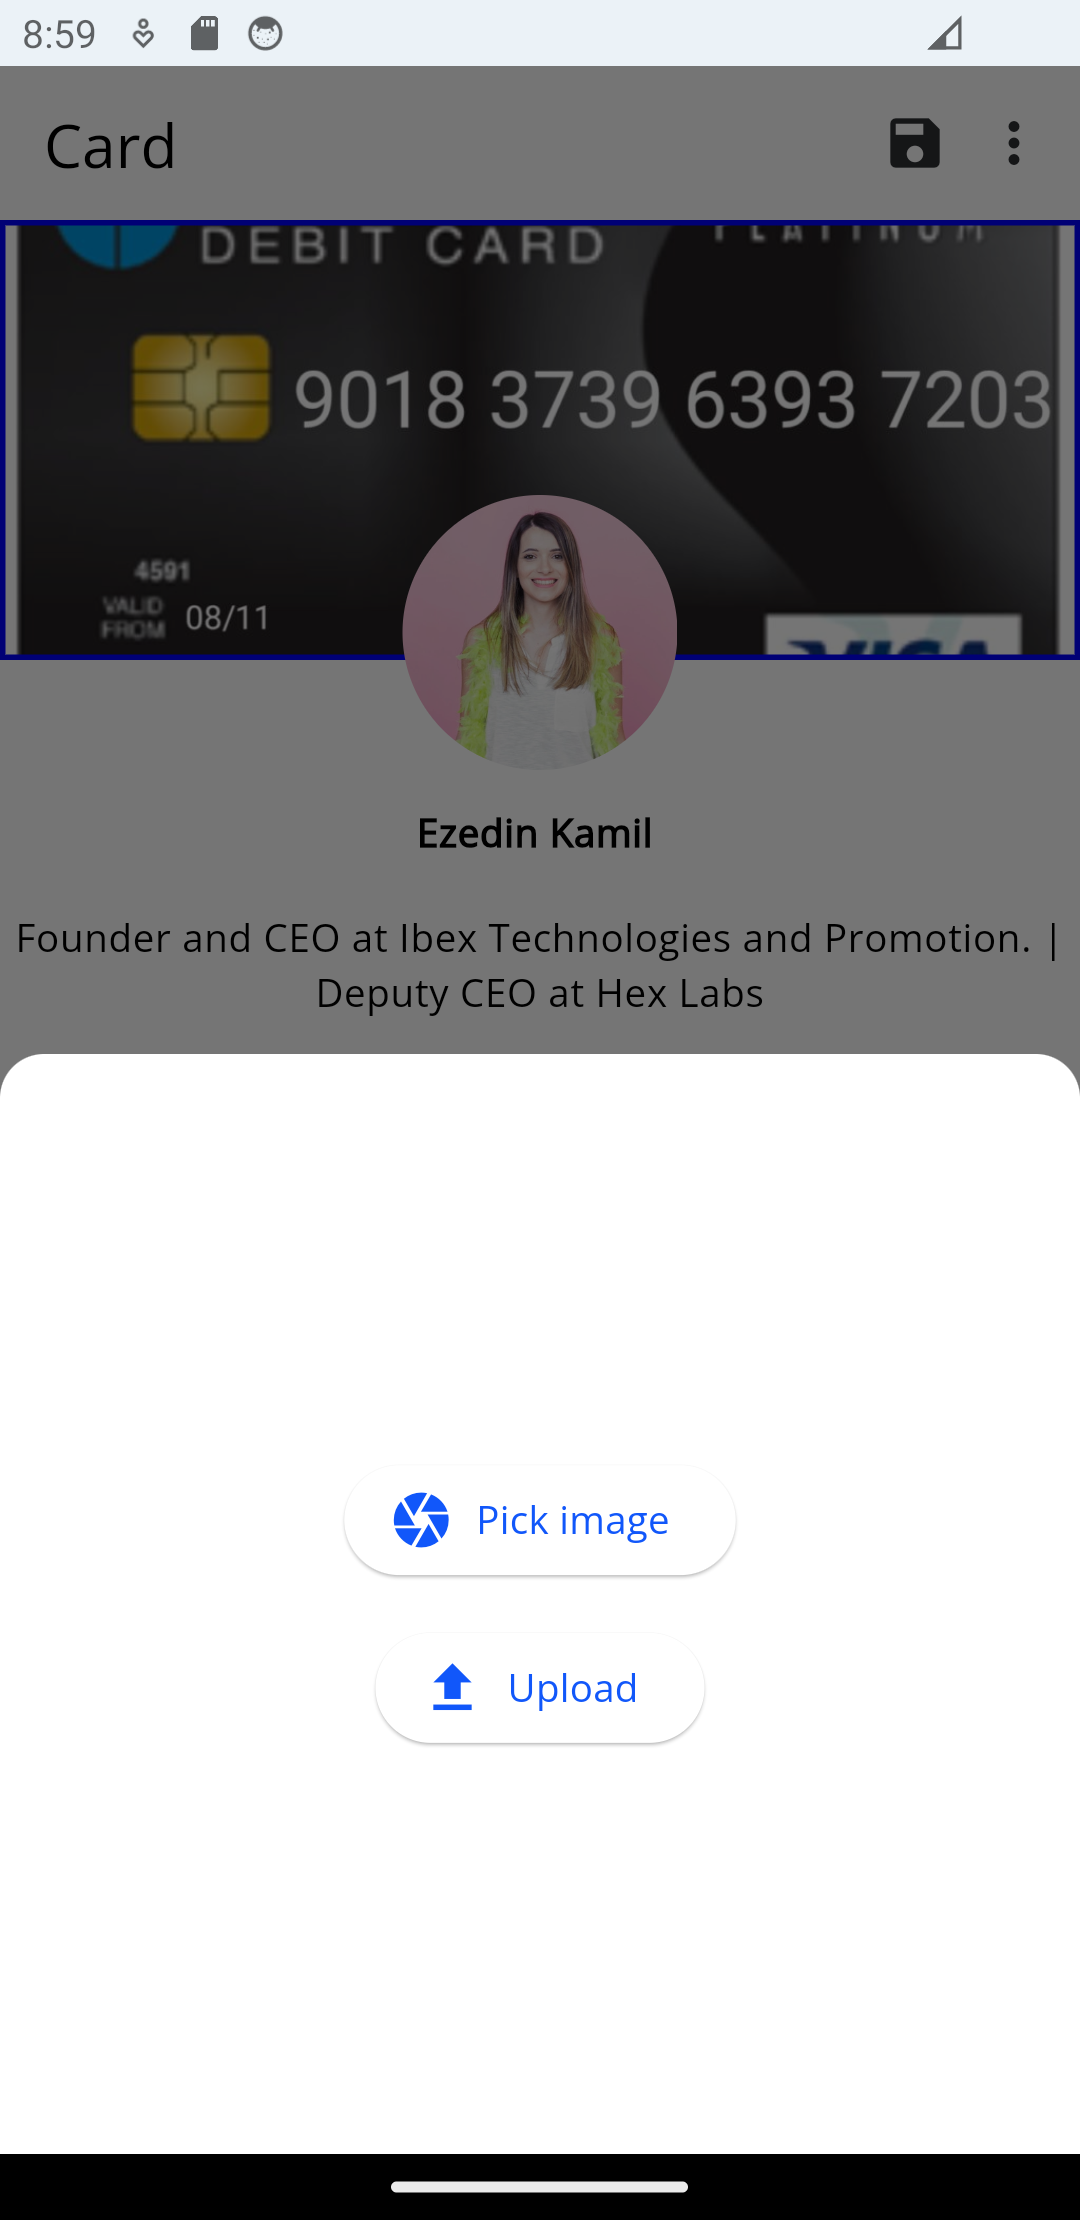 8:59
Card
DEBIT CARD
PLATINUM
9018 3739 6393 7203
4591
VALID
FROM
08/11
VISA
Ezedin Kamil
Founder and CEO at Ibex Technologies and Promotion. |
Deputy CEO at Hex Labs
Pick image
Upload